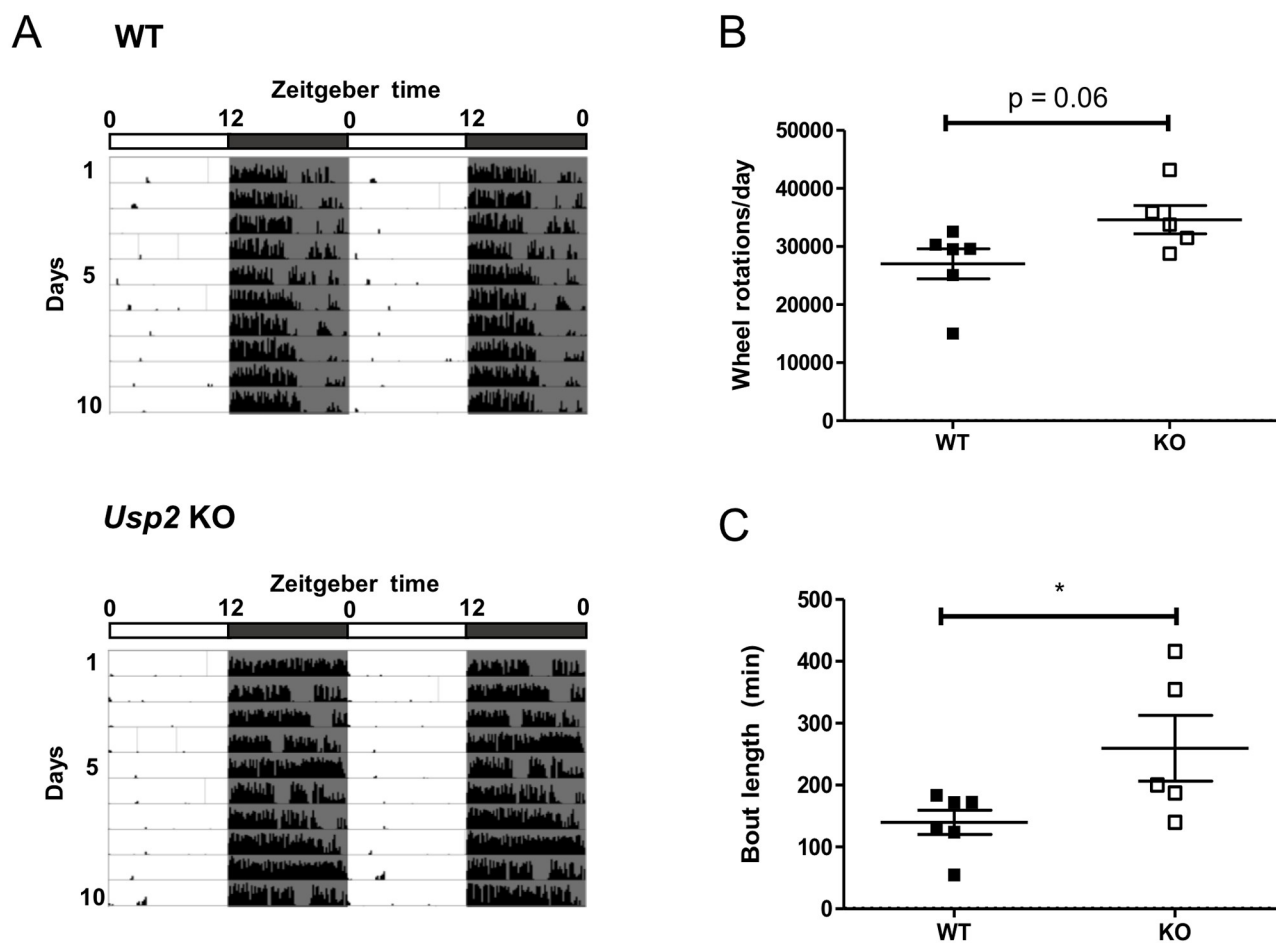 A
WT
Zeitgeber time
0 12 0 12 0
Days
1
5
10
Usp2 KO
Zeitgeber time
0 12 0 12 0
Days
1
5
10
B
p = 0.06
Wheel rotations/day
50000
40000
30000
20000
10000
0
WT KO
C
*
Bout length (min)
500
400
300
200
100
0
WT KO